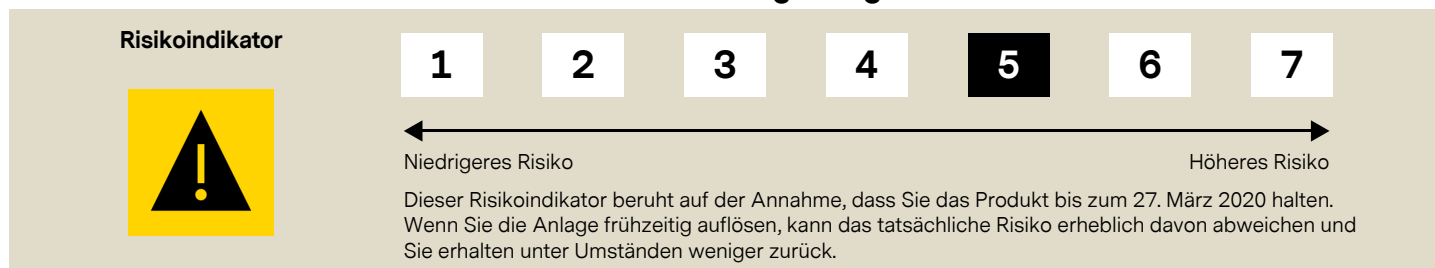 Risikoindikator
1 2 3 4 5 6 7
Niedrigeres Risiko Höheres Risiko
Dieser Risikoindikator beruht auf der Annahme, dass Sie das Produkt bis zum 27. März 2020 halten.
Wenn Sie die Anlage frühzeitig auflösen, kann das tatsächliche Risiko erheblich davon abweichen und
Sie erhalten unter Umständen weniger zurück.